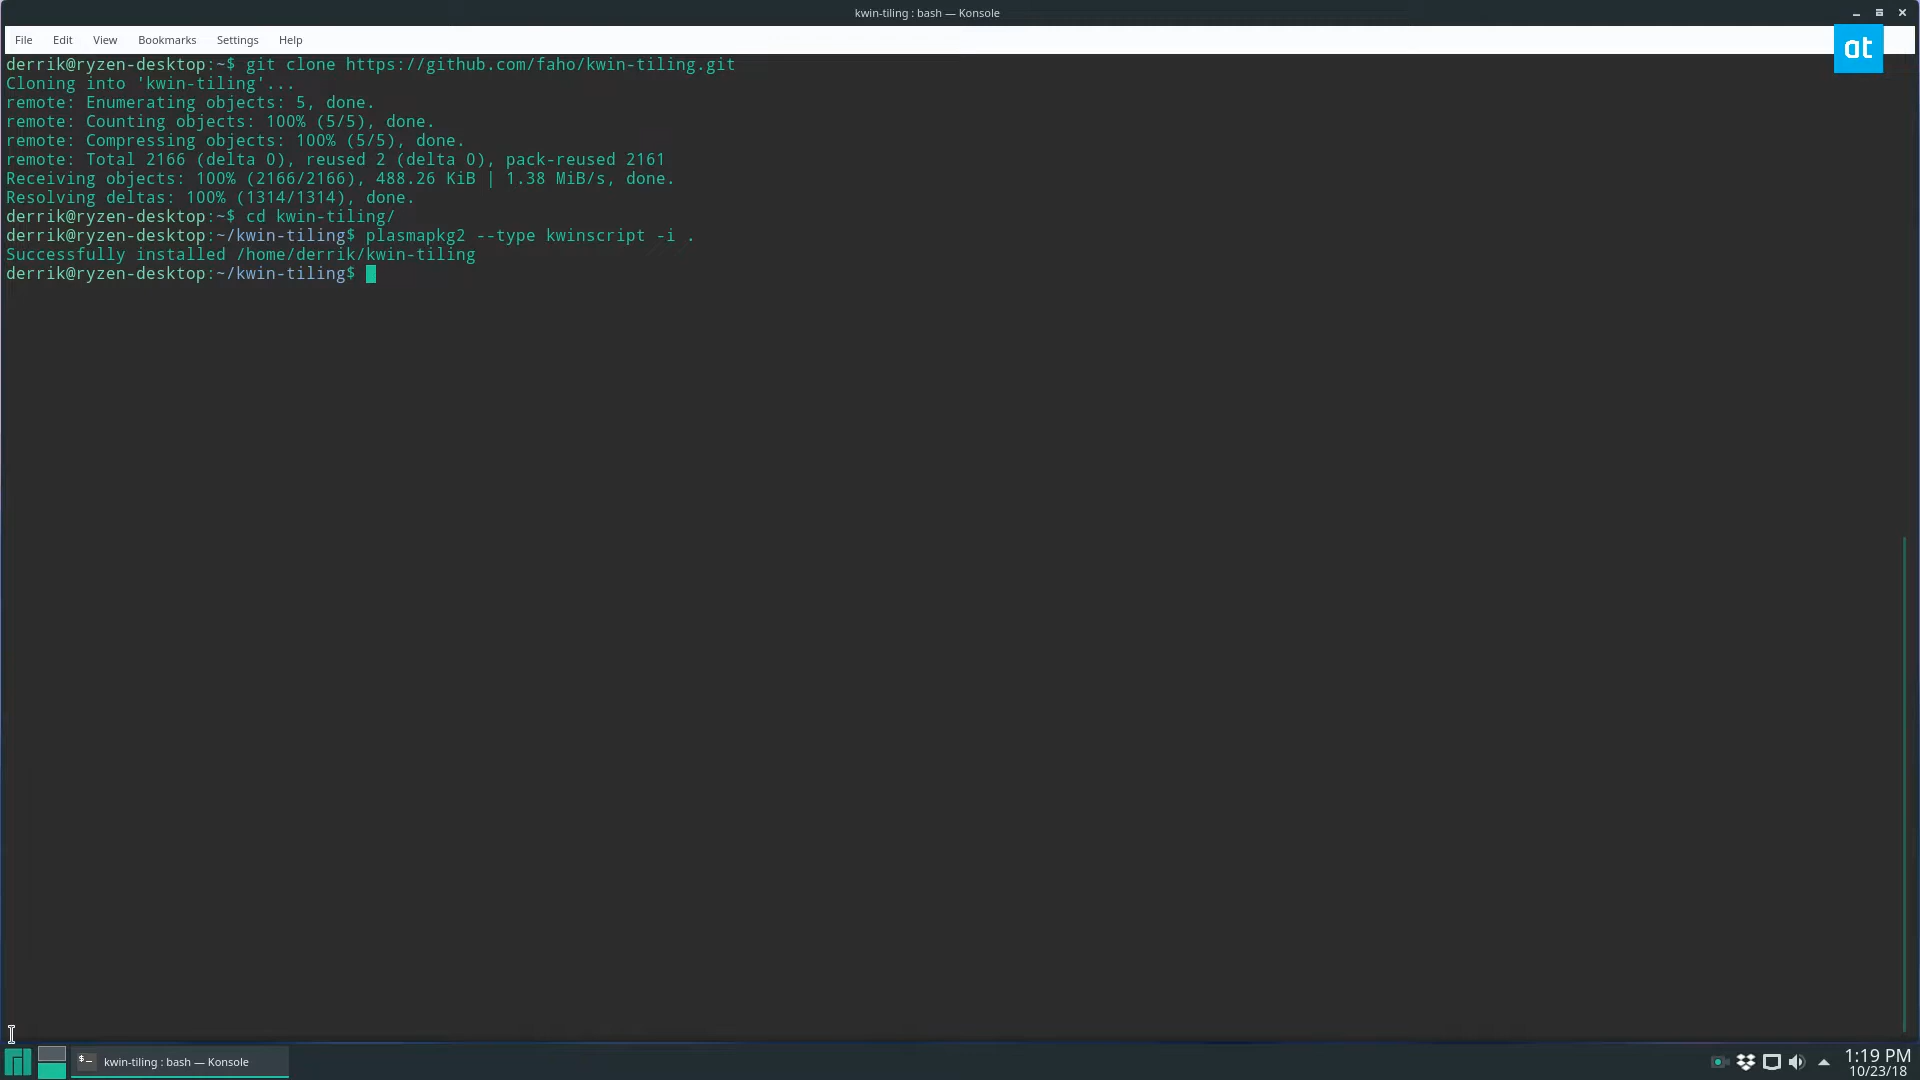 kwin-tiling : bash — Konsole
File Edit View Bookmarks Settings Help
at
derrik@ryzen-desktop:~$ git clone https://github.com/faho/kwin-tiling.git
Cloning into 'kwin-tiling'...
remote: Enumerating objects: 5, done.
remote: Counting objects: 100% (5/5), done.
remote: Compressing objects: 100% (5/5), done.
remote: Total 2166 (delta 0), reused 2 (delta 0), pack-reused 2161
Receiving objects: 100% (2166/2166), 488.26 KiB | 1.38 MiB/s, done.
Resolving deltas: 100% (1314/1314), done.
derrik@ryzen-desktop:~$ cd kwin-tiling/
derrik@ryzen-desktop:~/kwin-tiling$ plasmapkg2 --type kwinscript -i .
Successfully installed /home/derrik/kwin-tiling
derrik@ryzen-desktop:~/kwin-tiling$
$_ kwin-tiling : bash — Konsole
1:19 PM
10/23/18